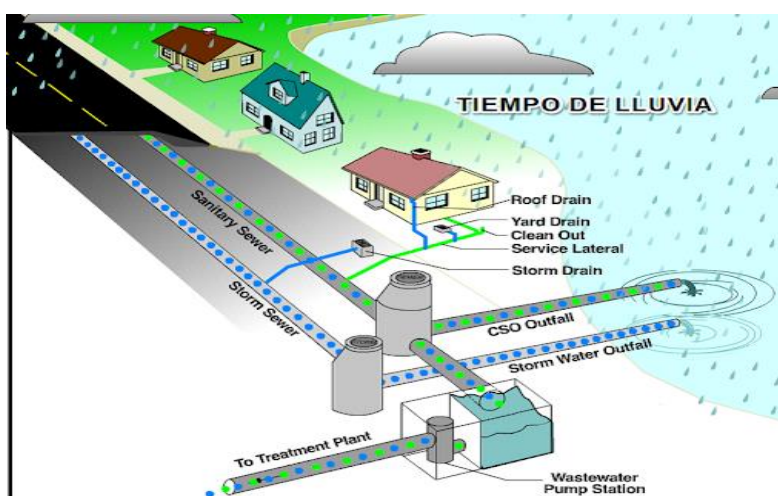 TIEMPO DE LLUVIA
Roof Drain
Yard Drain
Clean Out
Service Lateral
Storm Drain
Sanitary Sewer
Storm Sewer
CSO Outfall
Storm Water Outfall
To Treatment Plant
Wastewater
Pump Station